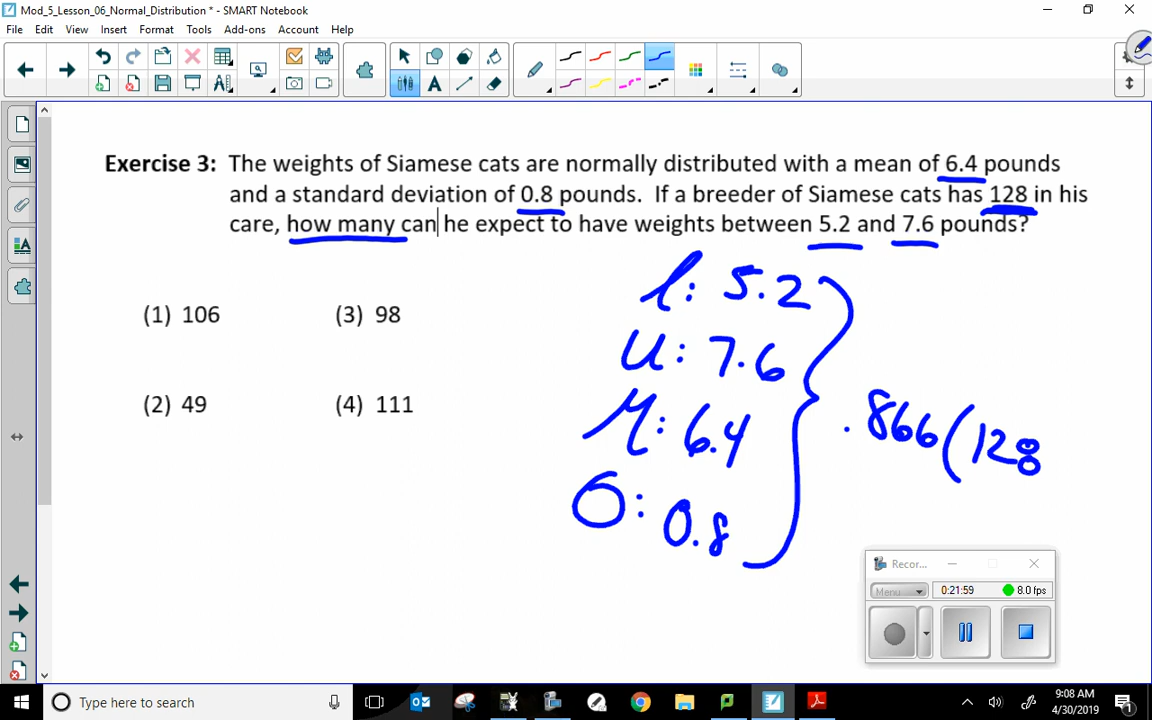 Mod_5_Lesson_06_Normal_Distribution * - SMART Notebook
File Edit View Insert Format Tools Add-ons Account Help
Exercise 3: The weights of Siamese cats are normally distributed with a mean of 6.4 pounds
and a standard deviation of 0.8 pounds. If a breeder of Siamese cats has 128 in his
care, how many can he expect to have weights between 5.2 and 7.6 pounds?
(1) 106 (3) 98
(2) 49 (4) 111
l: 5.2
u: 7.6
μ: 6.4
σ: 0.8
.866(128
Recor...
Menu
0:21:59 8.0 fps
Type here to search
9:08 AM
4/30/2019